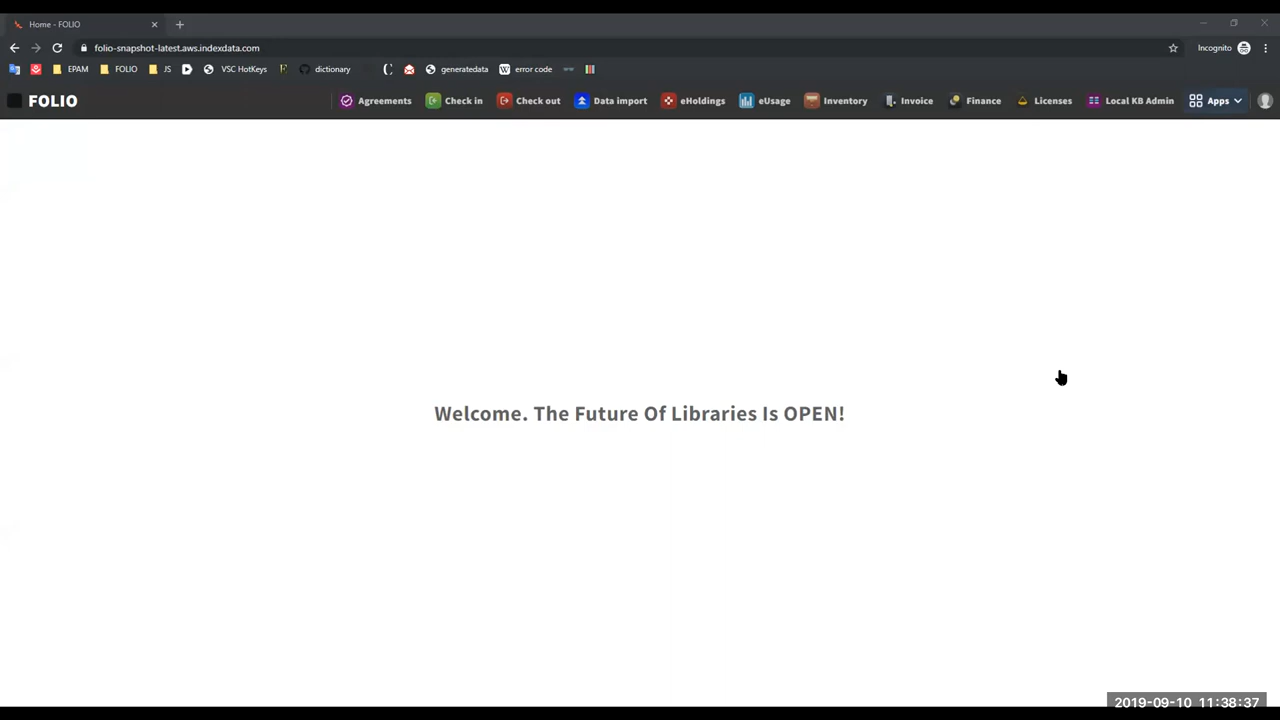 Home - FOLIO
folio-snapshot-latest.aws.indexdata.com
Incognito
EPAM FOLIO JS VSC HotKeys dictionary generatedata error code
FOLIO Agreements Check in Check out Data import eHoldings eUsage Inventory Invoice Finance Licenses Local KB Admin Apps
Welcome. The Future Of Libraries Is OPEN!
2019-09-10 11:38:37